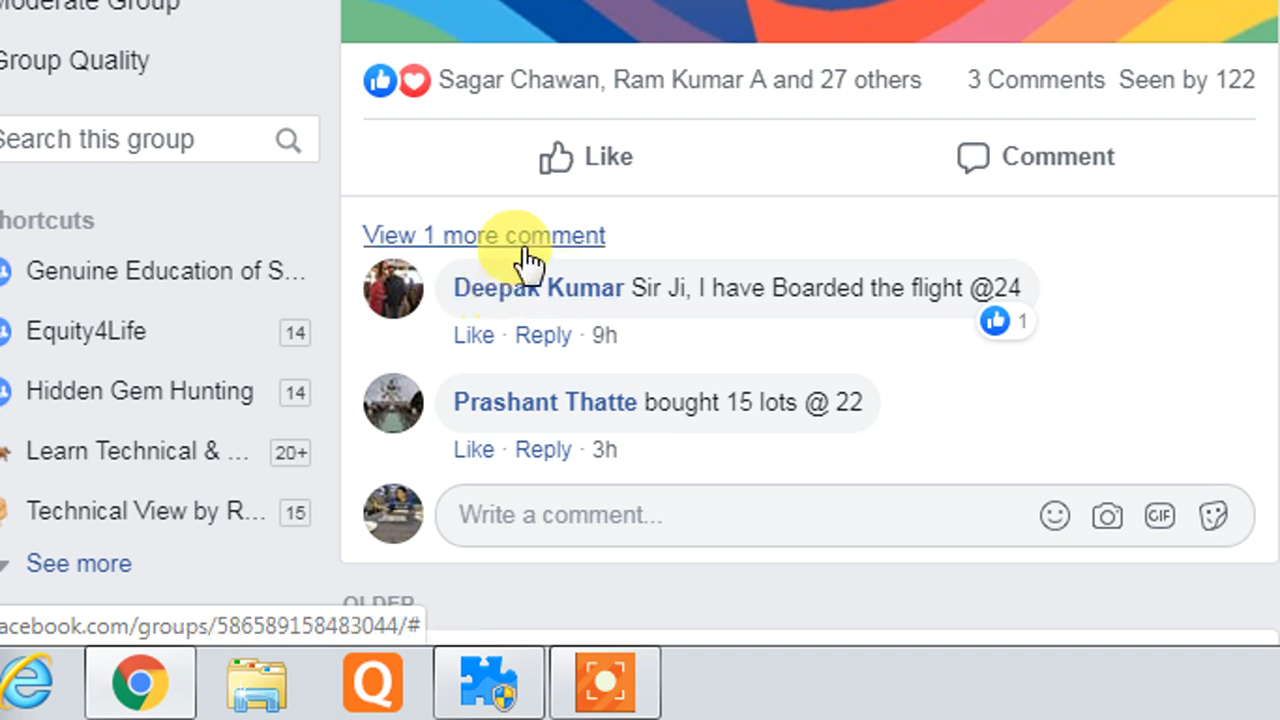 Moderate Group
Group Quality
Search this group
hortcuts
Genuine Education of S...
Equity4Life 14
Hidden Gem Hunting 14
Learn Technical & ... 20+
Technical View by R... 15
See more
Sagar Chawan, Ram Kumar A and 27 others 3 Comments Seen by 122
Like Comment
View 1 more comment
Deepak Kumar Sir Ji, I have Boarded the flight @24
1
Like · Reply · 9h
Prashant Thatte bought 15 lots @ 22
Like · Reply · 3h
Write a comment... GIF
OLDER
acebook.com/groups/586589158483044/#
Q